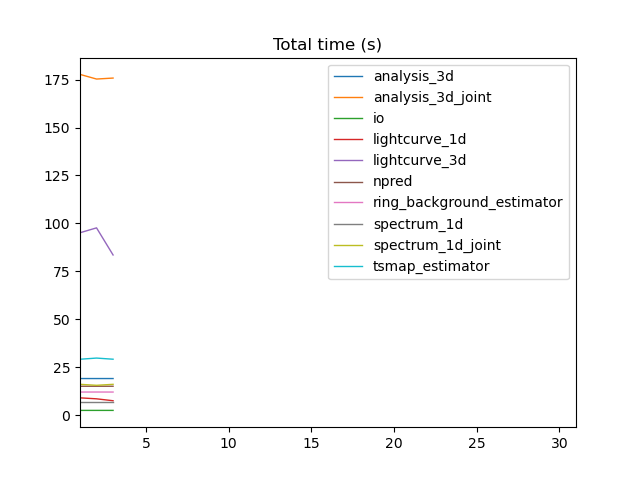 Total time (s)
175
150
125
100
75
50
25
0
analysis_3d
analysis_3d_joint
io
lightcurve_1d
lightcurve_3d
npred
ring_background_estimator
spectrum_1d
spectrum_1d_joint
tsmap_estimator
5 10 15 20 25 30